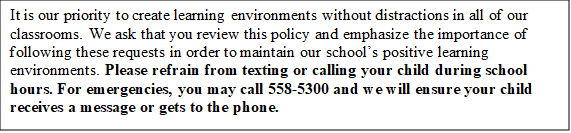 It is our priority to create learning environments without distractions in all of our
classrooms. We ask that you review this policy and emphasize the importance of
following these requests in order to maintain our school's positive learning
environments. Please refrain from texting or calling your child during school
hours. For emergencies, you may call 558-5300 and we will ensure your child
receives a message or gets to the phone.